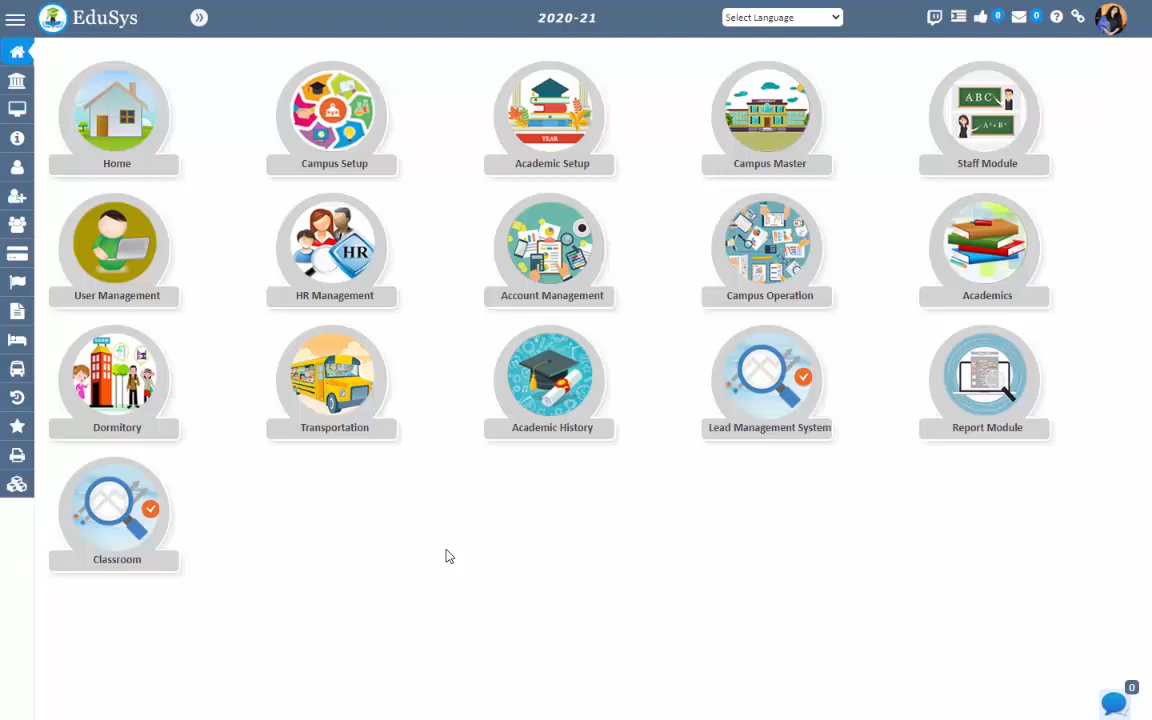 EduSys
2020-21
Select Language
0
0
Home
Campus Setup
YEAR
Academic Setup
Campus Master
ABC
Staff Module
User Management
HR
HR Management
Account Management
Campus Operation
Academics
Dormitory
Transportation
Academic History
Lead Management System
Report Module
Classroom
0